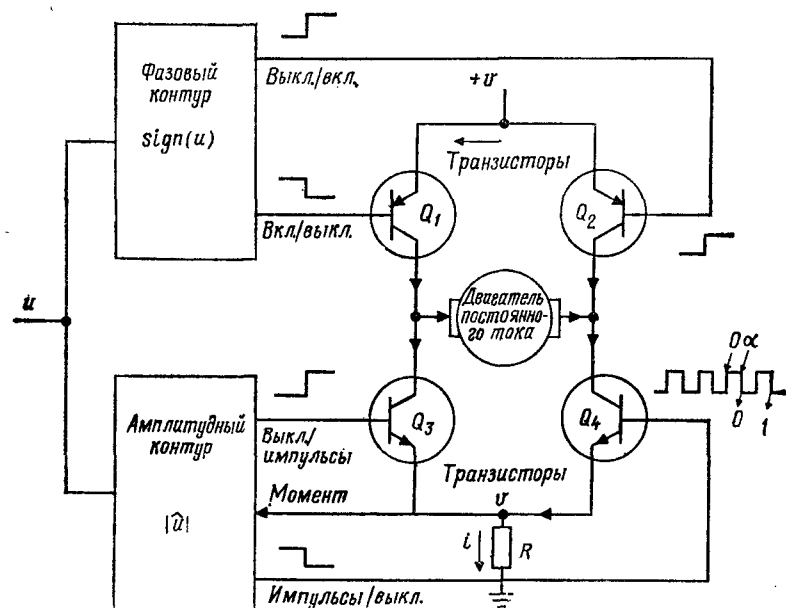 Фазовый
контур
sign(u)
Выкл./вкл.
Вкл/выкл.
+v
Транзисторы
Q1
Q2
Двигатель
постоянно-
го тока
u
0 α
0 1
Амплитудный
контур
|û|
Выкл./
импульсы
Момент
Импульсы/выкл.
Q3
Q4
Транзисторы
v
i
R